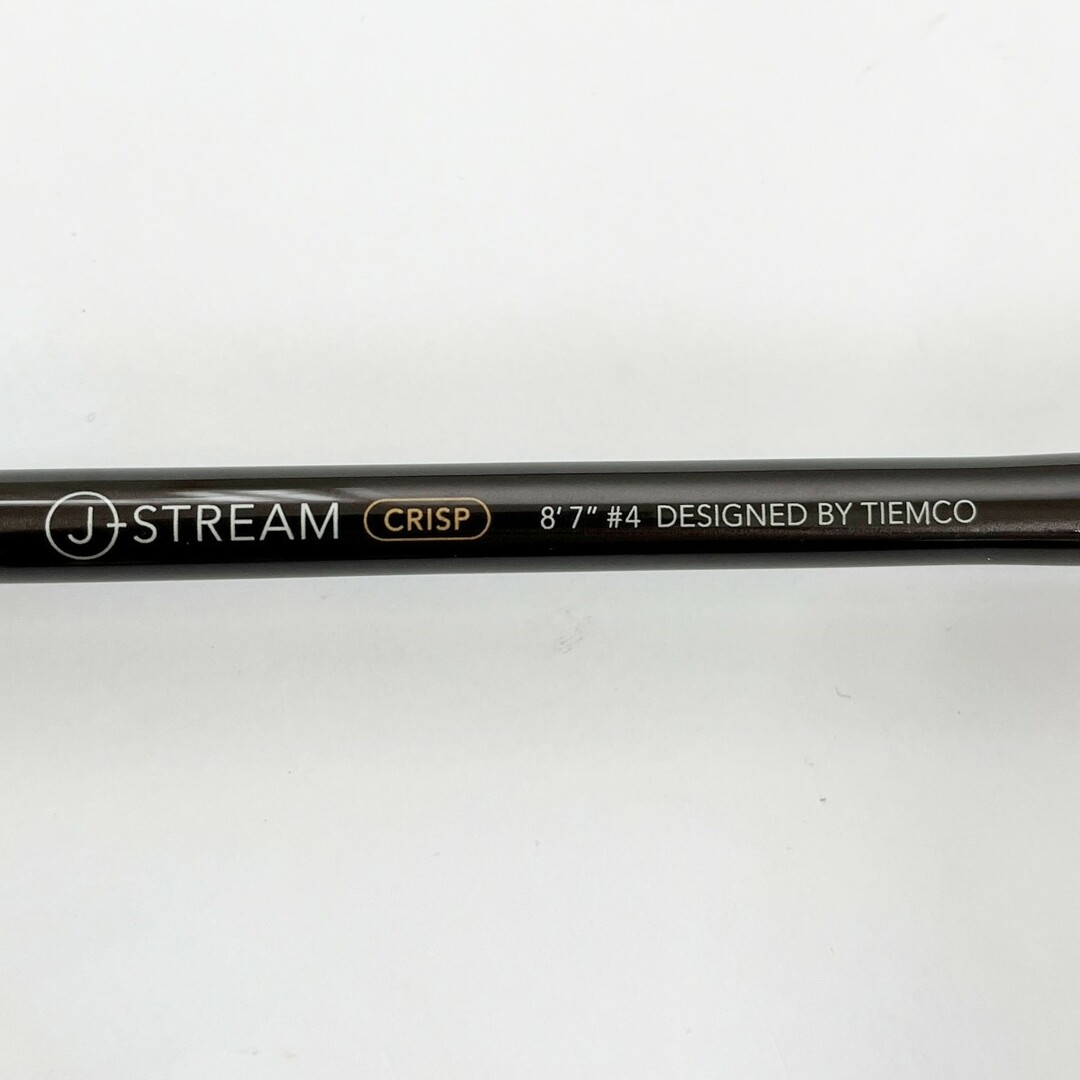 J-STREAM CRISP 8' 7" #4 DESIGNED BY TIEMCO